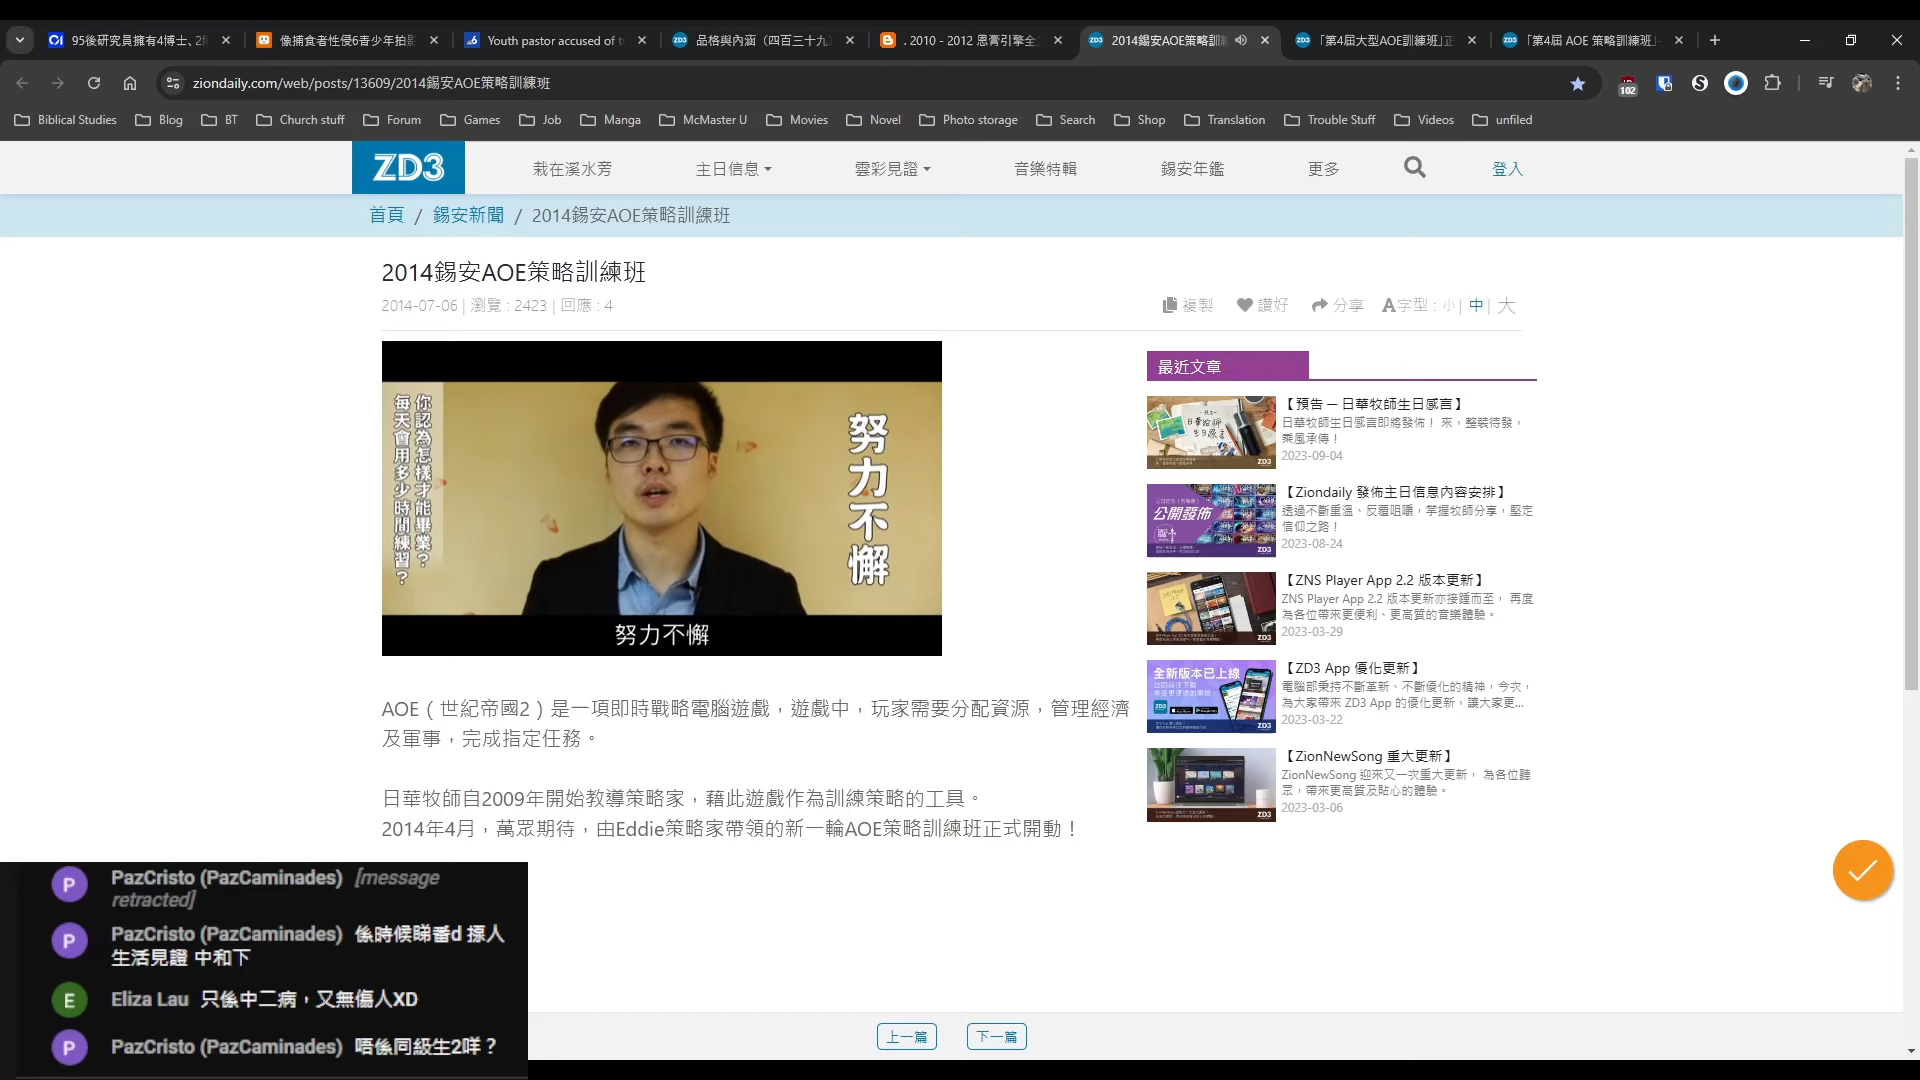 95後研究員擁有4博士、2
像捕食者性侵6青少年拍
Youth pastor accused of t
品格與內涵（四百三十九
. 2010 - 2012 恩膏引擎全
2014錫安AOE策略訓
「第4屆大型AOE訓練班」正
「第4屆 AOE 策略訓練班」
ziondaily.com/web/posts/13609/2014錫安AOE策略訓練班
102
Biblical Studies
Blog
BT
Church stuff
Forum
Games
Job
Manga
McMaster U
Movies
Novel
Photo storage
Search
Shop
Translation
Trouble Stuff
Videos
unfiled
ZD3
栽在溪水旁
主日信息
雲彩見證
音樂特輯
錫安年鑑
更多
登入
首頁 / 錫安新聞 / 2014錫安AOE策略訓練班
2014錫安AOE策略訓練班
2014-07-06 | 瀏覽 : 2423 | 回應 : 4
複製
讚好
分享
A字型 : 小 | 中 | 大
你認為怎樣才能畢業？
每天會用多少時間練習？
努力不懈
努力不懈
AOE（世紀帝國2）是一項即時戰略電腦遊戲，遊戲中，玩家需要分配資源，管理經濟
及軍事，完成指定任務。
日華牧師自2009年開始教導策略家，藉此遊戲作為訓練策略的工具。
2014年4月，萬眾期待，由Eddie策略家帶領的新一輪AOE策略訓練班正式開動！
最近文章
【預告 — 日華牧師生日感言】
日華牧師生日感言即將發佈！ 來，整裝待發，
乘風承傳！
2023-09-04
【Ziondaily 發佈主日信息內容安排】
透過不斷重溫、反覆咀嚼，掌握牧師分享，堅定
信仰之路！
2023-08-24
公開發佈
【ZNS Player App 2.2 版本更新】
ZNS Player App 2.2 版本更新亦接踵而至， 再度
為各位帶來更便利、更高質的音樂體驗。
2023-03-29
【ZD3 App 優化更新】
電腦部秉持不斷革新、不斷優化的精神，今次，
為大家帶來 ZD3 App 的優化更新，讓大家更...
2023-03-22
全新版本已上線
【ZionNewSong 重大更新】
ZionNewSong 迎來又一次重大更新， 為各位聽
眾，帶來更高質及貼心的體驗。
2023-03-06
上一篇
下一篇
PazCristo (PazCaminades) [message
retracted]
PazCristo (PazCaminades) 係時候睇番d 搽人
生活見證 中和下
Eliza Lau 只係中二病，又無傷人XD
PazCristo (PazCaminades) 唔係同級生2咩？